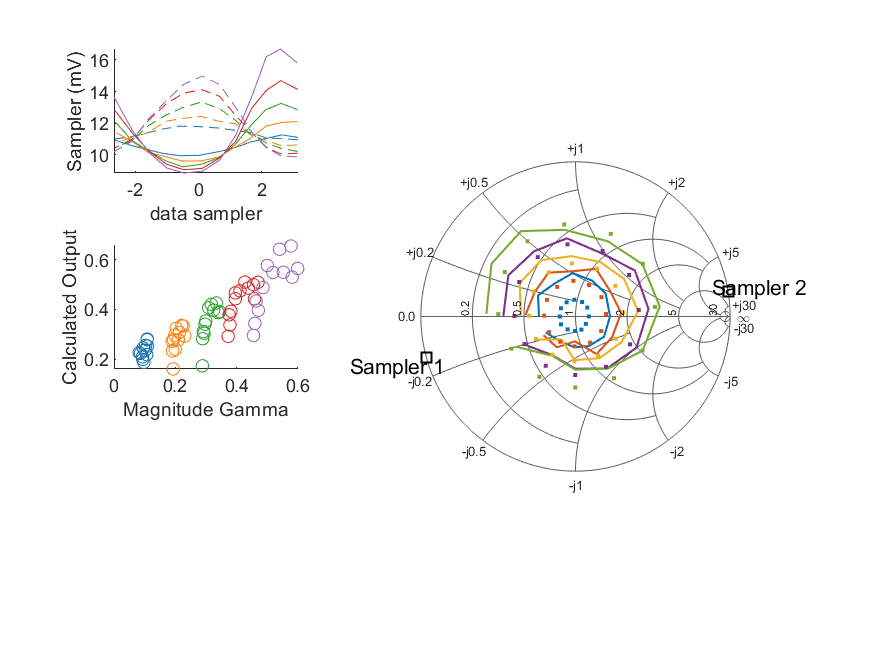 Sampler (mV)
16
14
12
10
-2
0
2
data sampler
Calculated Output
0.6
0.4
0.2
0
0.2
0.4
0.6
Magnitude Gamma
+j1
+j0.5
+j2
+j0.2
+j5
Sampler 2
+j30
∞
-j30
0.0
0.2
0.5
1
2
5
30
Sampler 1
-j0.2
-j5
-j0.5
-j2
-j1